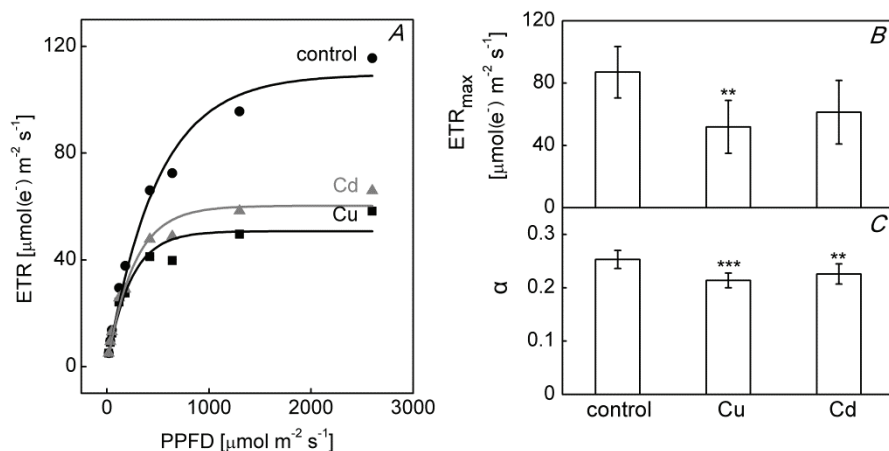 A
control
Cd
Cu
120
80
40
0
ETR [μmol(e⁻) m⁻² s⁻¹]
0 1000 2000 3000
PPFD [μmol m⁻² s⁻¹]
B
120
80
40
0
ETRmax
[μmol(e⁻) m⁻² s⁻¹]
**
C
0.3
0.2
0.1
0
α
*** **
control Cu Cd